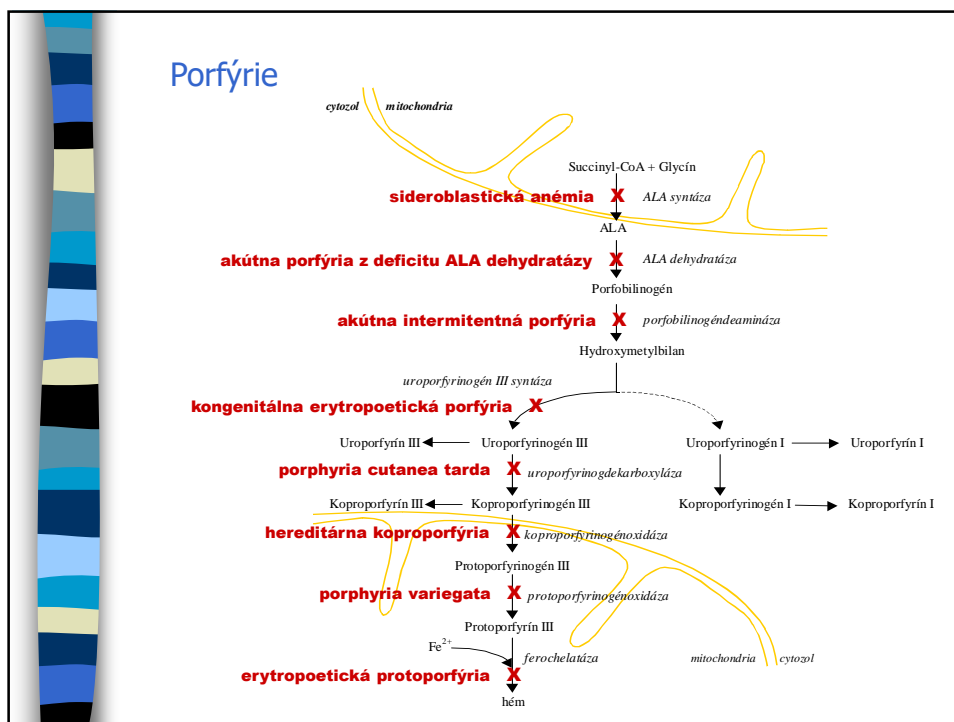 Porfýrie
cytozol mitochondria
Succinyl-CoA + Glycín
sideroblastická anémia X ALA syntáza
ALA
akútna porfýria z deficitu ALA dehydratázy X ALA dehydratáza
Porfobilinogén
akútna intermitentná porfýria X porfobilinogéndeamináza
Hydroxymetylbilan
uroporfyrinogén III syntáza
kongenitálna erytropoetická porfýria X
Uroporfyrín III Uroporfyrinogén III Uroporfyrinogén I Uroporfyrín I
porphyria cutanea tarda X uroporfyrinogdekarboxyláza
Koproporfyrín III Koproporfyrinogén III Koproporfyrinogén I Koproporfyrín I
hereditárna koproporfýria X koproporfyrinogénoxidáza
Protoporfyrinogén III
porphyria variegata X protoporfyrinogénoxidáza
Protoporfyrín III
Fe²⁺
ferochelatáza mitochondria cytozol
erytropoetická protoporfýria X
hém